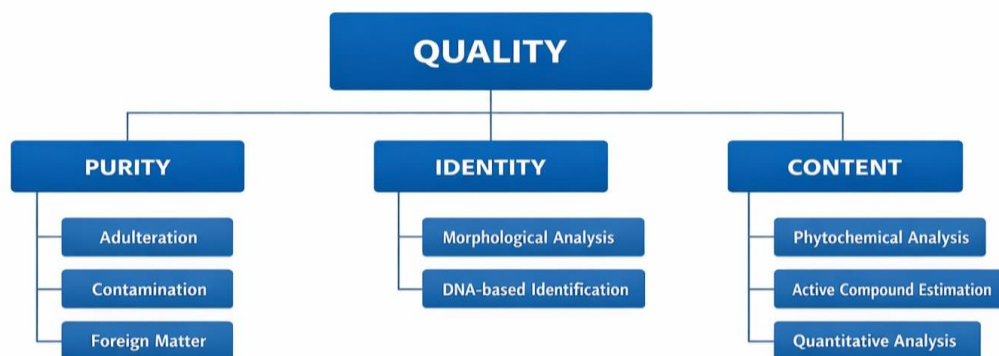 QUALITY
PURITY
Adulteration
Contamination
Foreign Matter
IDENTITY
Morphological Analysis
DNA-based Identification
CONTENT
Phytochemical Analysis
Active Compound Estimation
Quantitative Analysis